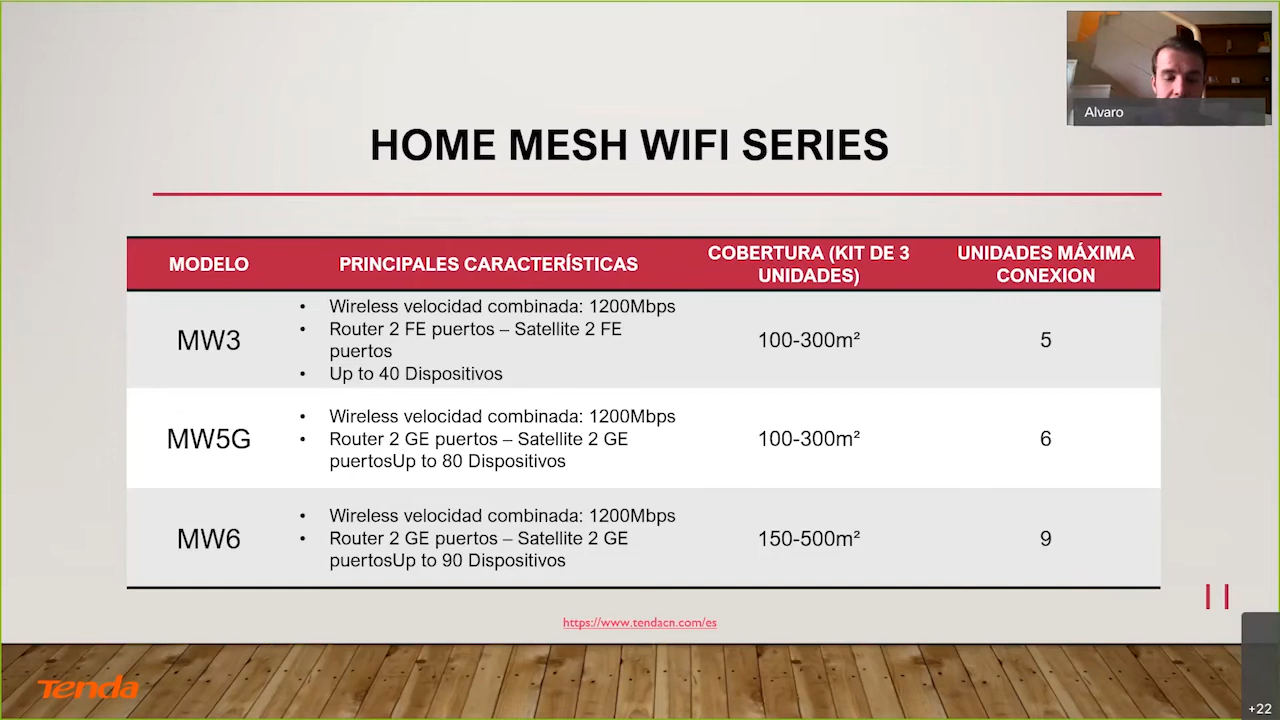 Alvaro
HOME MESH WIFI SERIES
MODELO
PRINCIPALES CARACTERÍSTICAS
COBERTURA (KIT DE 3
UNIDADES)
UNIDADES MÁXIMA
CONEXION
MW3
• Wireless velocidad combinada: 1200Mbps
• Router 2 FE puertos – Satellite 2 FE
puertos
• Up to 40 Dispositivos
100-300m²
5
MW5G
• Wireless velocidad combinada: 1200Mbps
• Router 2 GE puertos – Satellite 2 GE
puertosUp to 80 Dispositivos
100-300m²
6
MW6
• Wireless velocidad combinada: 1200Mbps
• Router 2 GE puertos – Satellite 2 GE
puertosUp to 90 Dispositivos
150-500m²
9
https://www.tendacn.com/es
Tenda
+22